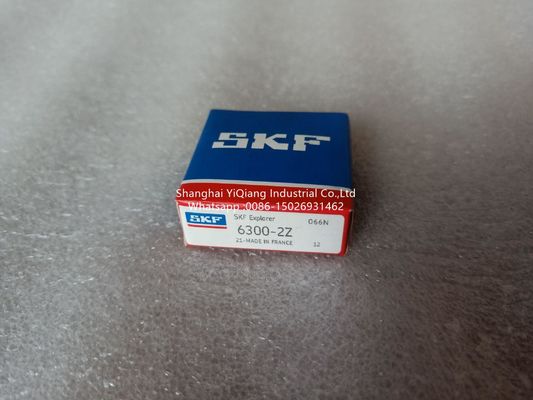 SKF
Shanghai YiQiang Industrial Co.,Ltd
Whatsapp :0086-15026931462
SKF SKF Explorer 066N
6300-2Z
21-MADE IN FRANCE 12